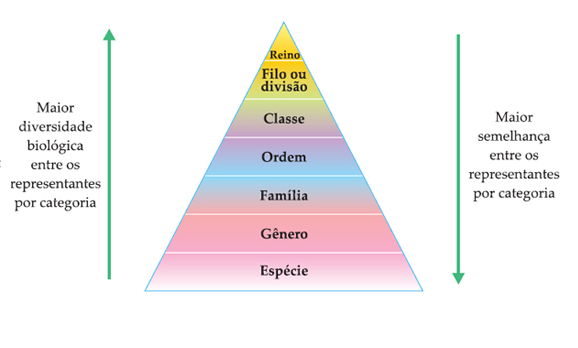 Maior
diversidade
biológica
entre os
representantes
por categoria
Reino
Filo ou
divisão
Classe
Ordem
Família
Gênero
Espécie
Maior
semelhança
entre os
representantes
por categoria